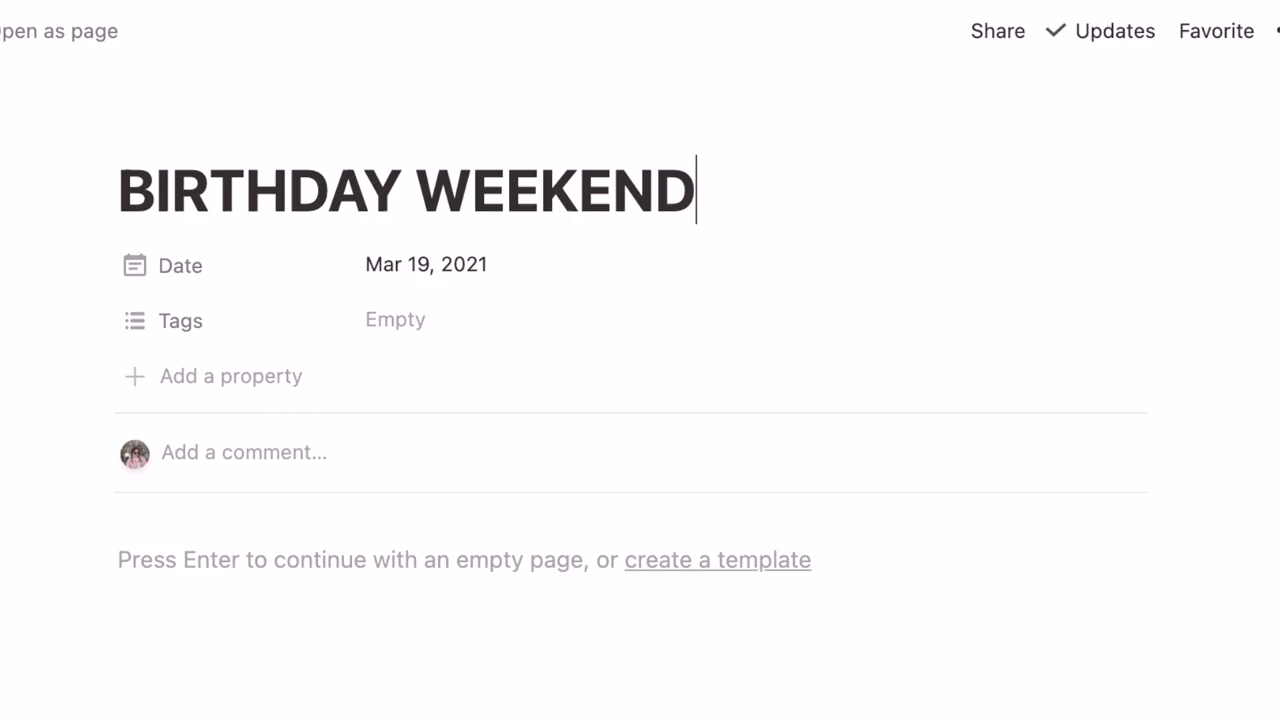 pen as page
Share Updates Favorite
BIRTHDAY WEEKEND
Date Mar 19, 2021
Tags Empty
Add a property
Add a comment...
Press Enter to continue with an empty page, or create a template